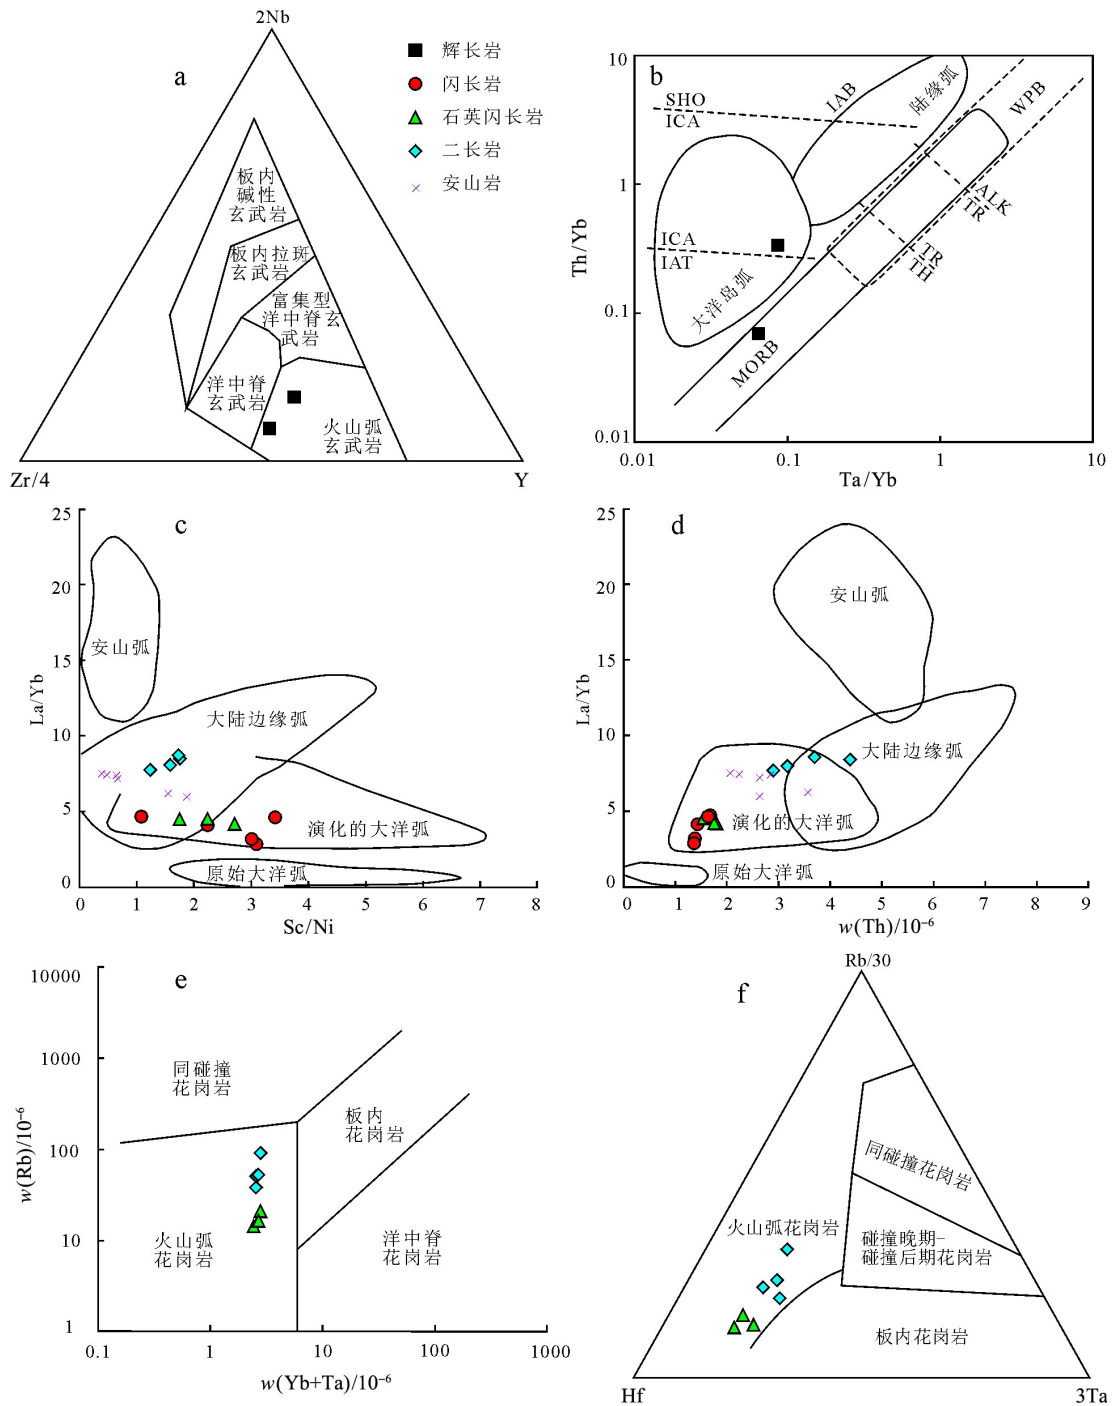 2Nb
a
辉长岩
闪长岩
石英闪长岩
二长岩
安山岩
板内
碱性
玄武岩
板内拉斑
玄武岩
富集型
洋中脊玄
武岩
洋中脊
玄武岩
火山弧
玄武岩
Zr/4
Y
b
Th/Yb
10
1
0.1
0.01
SHO
ICA
IAB
陆缘弧
WPB
ALK
TR
TR
TH
ICA
IAT
大洋岛弧
MORB
0.01
0.1
1
10
Ta/Yb
c
La/Yb
25
20
15
10
5
0
安山弧
大陆边缘弧
演化的大洋弧
原始大洋弧
0 1 2 3 4 5 6 7 8
Sc/Ni
d
La/Yb
25
20
15
10
5
0
安山弧
大陆边缘弧
演化的大洋弧
原始大洋弧
0 1 2 3 4 5 6 7 8 9
w(Th)/10⁻⁶
e
w(Rb)/10⁻⁶
10000
1000
100
10
1
同碰撞
花岗岩
板内
花岗岩
火山弧
花岗岩
洋中脊
花岗岩
0.1 1 10 100 1000
w(Yb+Ta)/10⁻⁶
Rb/30
f
同碰撞花岗岩
火山弧花岗岩
碰撞晚期–
碰撞后期花岗岩
板内花岗岩
Hf
3Ta